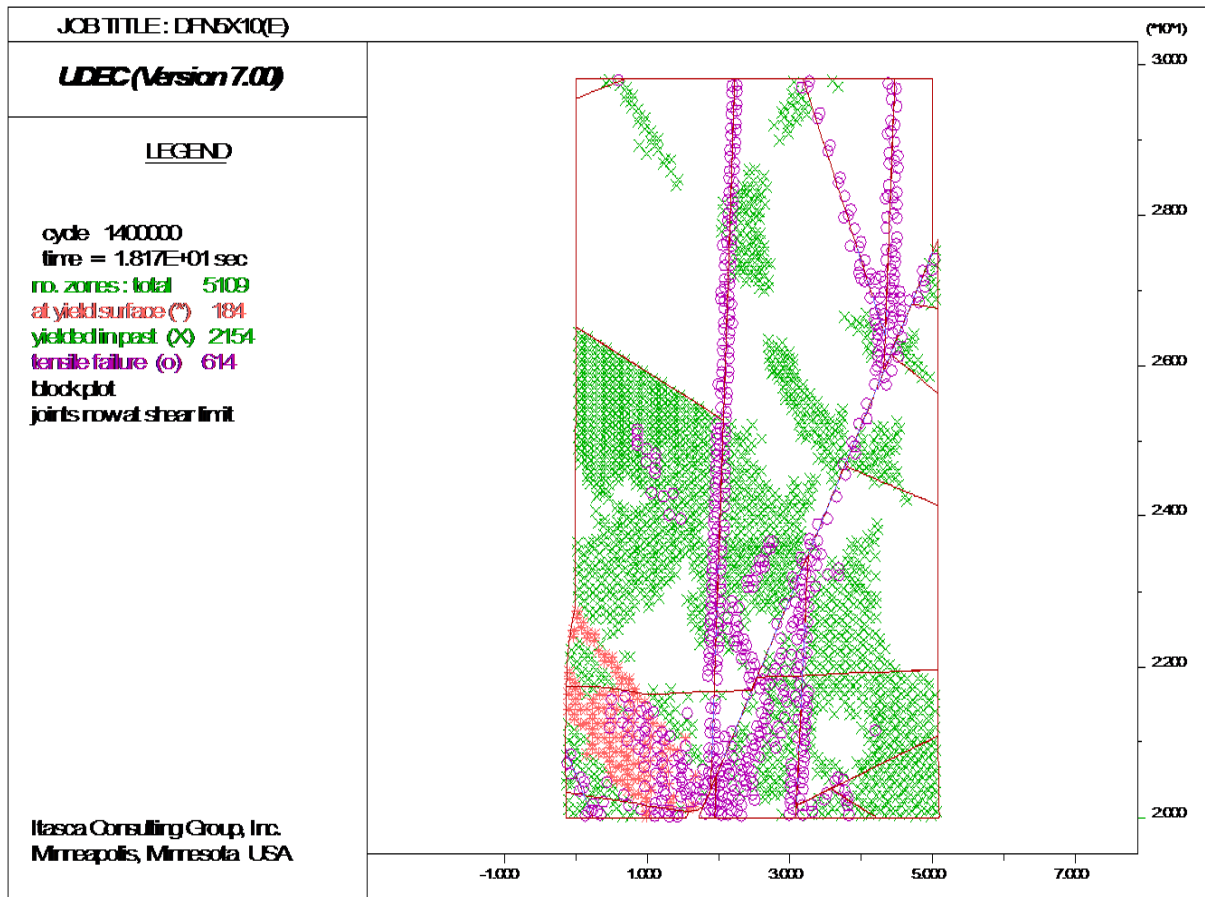 JOB TITLE : DFN5X10(E)
(*10^1)
UDEC (Version 7.00)
LEGEND
cycle 1400000
time = 1.817E+01 sec
no. zones : total 5109
at yield surface (*) 184
yielded in past (X) 2154
tensile failure (o) 614
block plot
joints now at shear limit
Itasca Consulting Group, Inc.
Minneapolis, Minnesota USA
3.000
2.800
2.600
2.400
2.200
2.000
-1.000 1.000 3.000 5.000 7.000